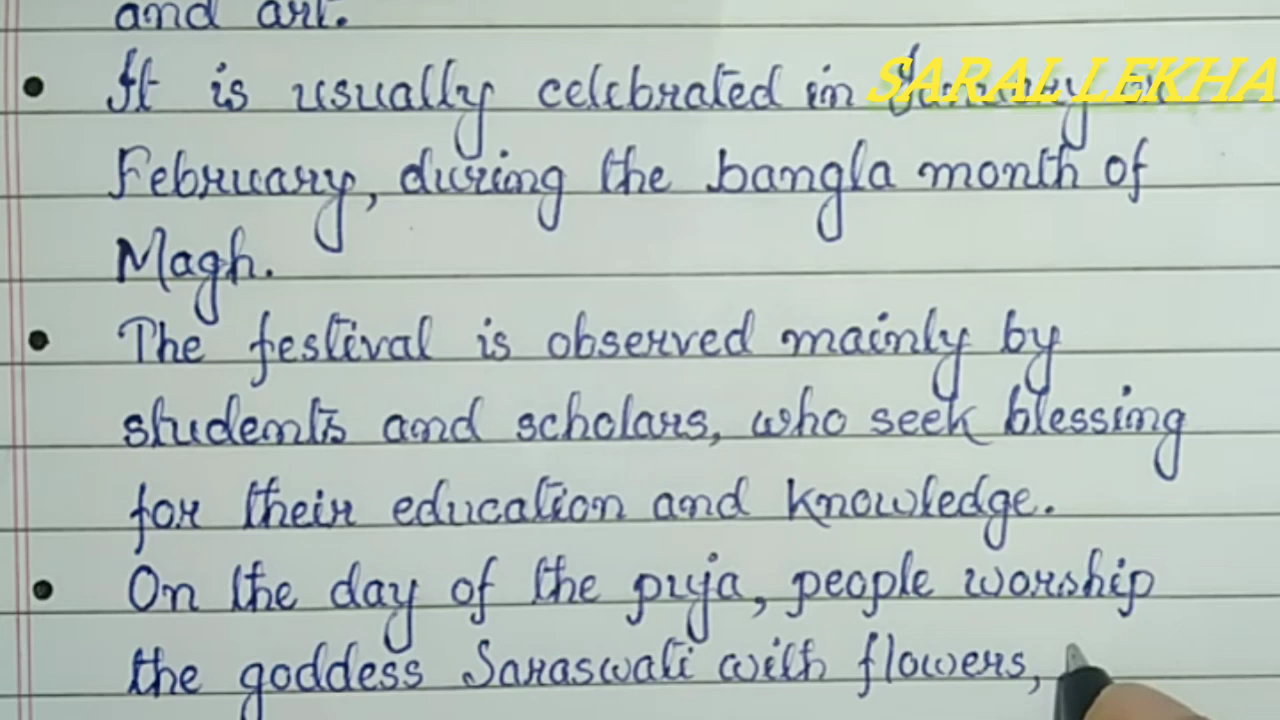 and art.
• It is usually celebrated in January or
SARAL LEKHA
February, during the bangla month of
Magh.
• The festival is observed mainly by
students and scholars, who seek blessing
for their education and knowledge.
• On the day of the puja, people worship
the goddess Saraswati with flowers,